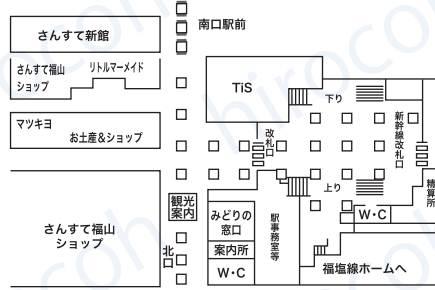 南口駅前
さんすて新館
さんすて福山
ショップ
リトルマーメイド
TiS
下り
マツキヨ
お土産&ショップ
改札口
新幹線改札口
上り
精算所
観光
案内
みどりの
窓口
駅事務室等
W・C
さんすて福山
ショップ
案内所
北口
W・C
福塩線ホームへ
hirocoh